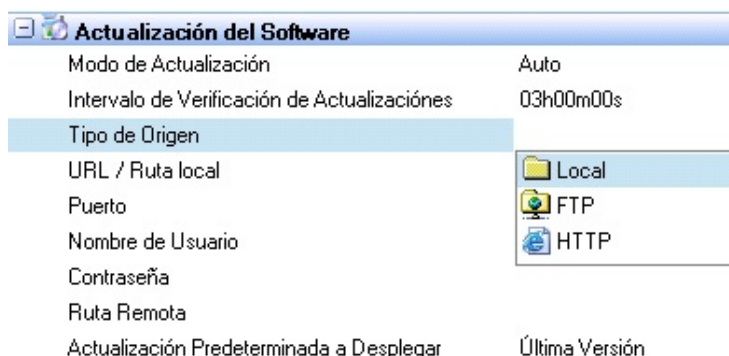 Actualización del Software
Modo de Actualización Auto
Intervalo de Verificación de Actualizaciónes 03h00m00s
Tipo de Origen
URL / Ruta local Local
Puerto FTP
Nombre de Usuario HTTP
Contraseña
Ruta Remota
Actualización Predeterminada a Desplegar Última Versión